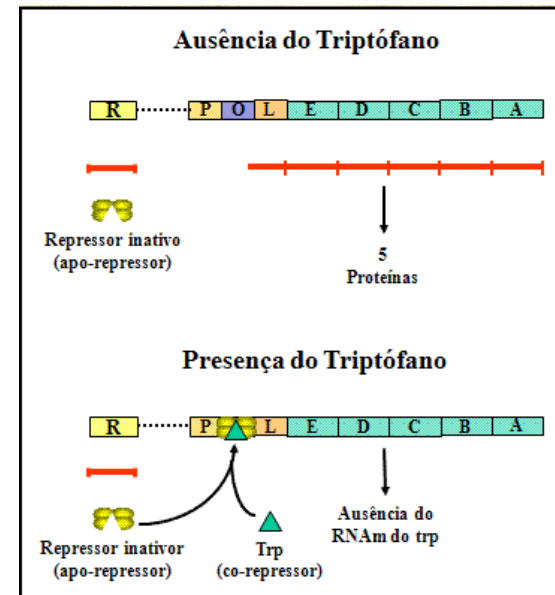 Ausência do Triptófano
R P O L E D C B A
Repressor inativo
(apo-repressor)
5
Proteínas
Presença do Triptófano
R P L E D C B A
Repressor inativor
(apo-repressor)
Trp
(co-repressor)
Ausência do
RNAm do trp